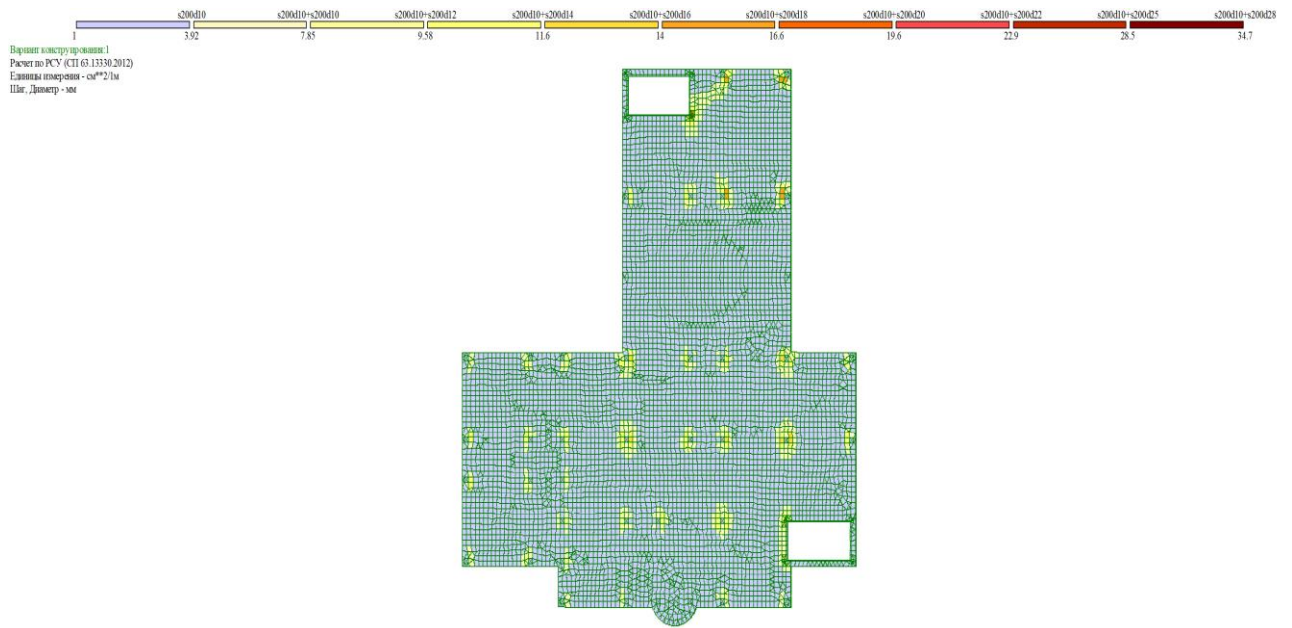 s200d10 s200d10+s200d10 s200d10+s200d12 s200d10+s200d14 s200d10+s200d16 s200d10+s200d18 s200d10+s200d20 s200d10+s200d22 s200d10+s200d25 s200d10+s200d28
1 3.92 7.85 9.58 11.6 14 16.6 19.6 22.9 28.5 34.7
Вариант конструирования:1
Расчет по РСУ (СП 63.13330.2012)
Единицы измерения - см**2/1м
Шаг, Диаметр - мм